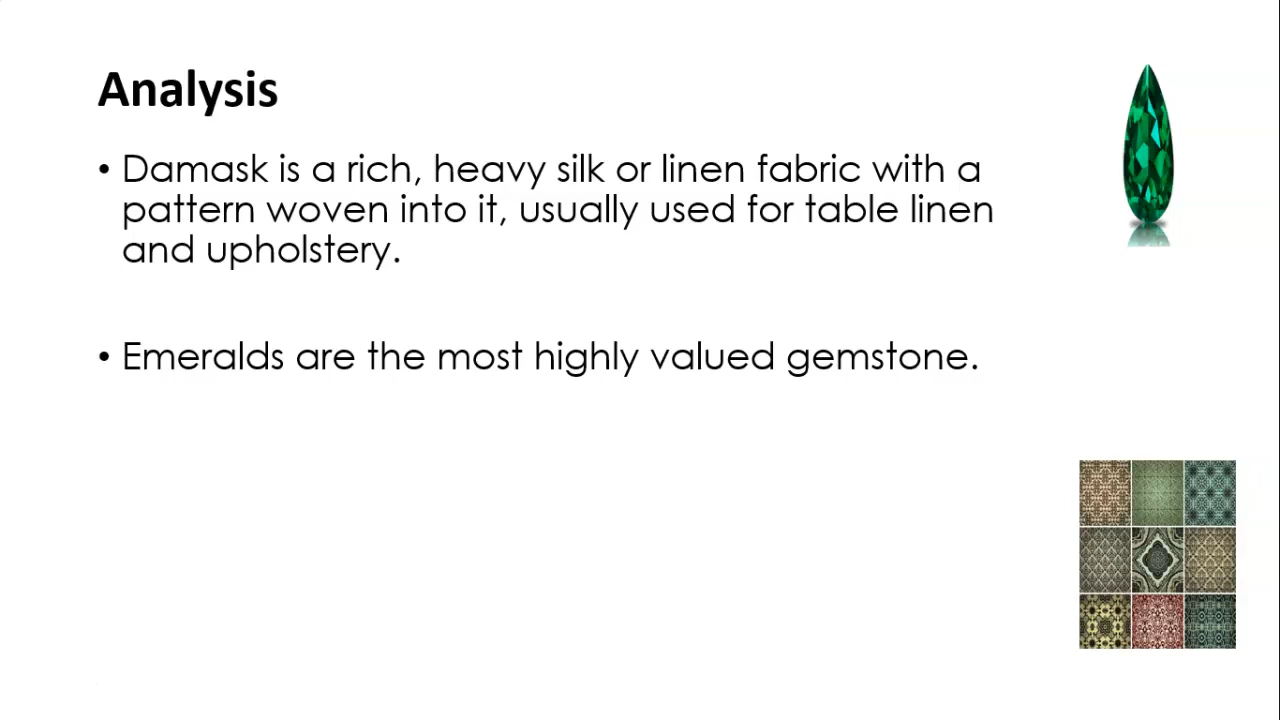 Analysis
• Damask is a rich, heavy silk or linen fabric with a
pattern woven into it, usually used for table linen
and upholstery.
• Emeralds are the most highly valued gemstone.